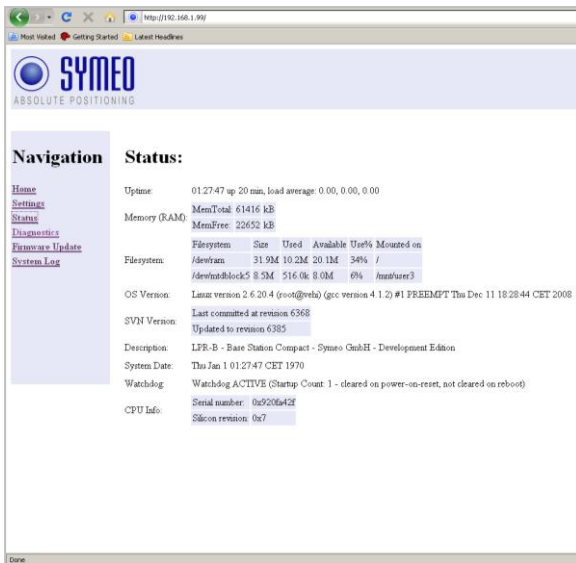 http://192.168.1.99/
Most Visited Getting Started Latest Headlines
SYMEO
ABSOLUTE POSITIONING
Navigation
Home
Settings
Status
Diagnostics
Firmware Update
System Log
Status:
Uptime: 01:27:47 up 20 min, load average: 0.00, 0.00, 0.00
Memory (RAM): MemTotal: 61416 kB
MemFree: 22652 kB
Filesystem: Filesystem Size Used Available Use% Mounted on
/dev/ram 31.9M 10.2M 20.1M 34% /
/dev/mtdblock5 8.5M 516.0k 8.0M 6% /mnt/user3
OS Version: Linux version 2.6.20.4 (root@vehi) (gcc version 4.1.2) #1 PREEMPT Thu Dec 11 18:28:44 CET 2008
SVN Version: Last committed at revision 6368
Updated to revision 6385
Description: LPR-B - Base Station Compact - Symeo GmbH - Development Edition
System Date: Thu Jan 1 01:27:47 CET 1970
Watchdog: Watchdog ACTIVE (Startup Count: 1 - cleared on power-on-reset, not cleared on reboot)
CPU Info: Serial number: 0x920fa42f
Silicon revision: 0x7
Done